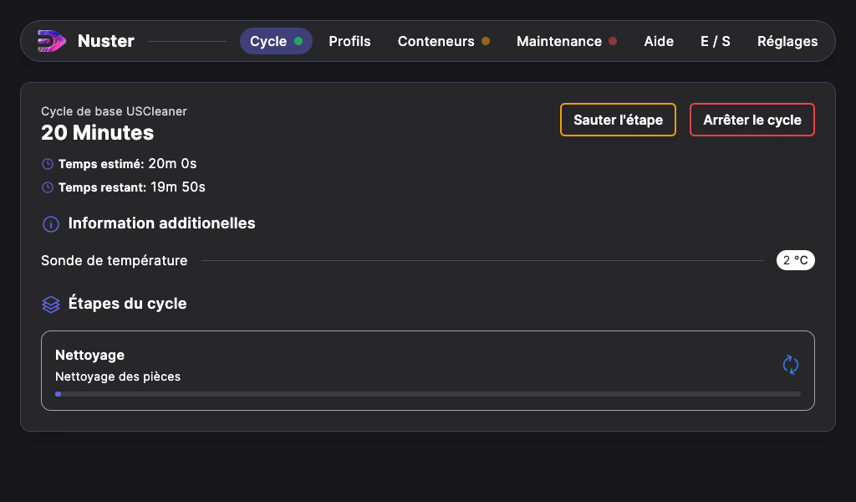 Nuster
Cycle
Profils
Conteneurs
Maintenance
Aide
E / S
Réglages
Cycle de base USCleaner
20 Minutes
Sauter l'étape
Arrêter le cycle
Temps estimé: 20m 0s
Temps restant: 19m 50s
Information additionelles
Sonde de température
2 °C
Étapes du cycle
Nettoyage
Nettoyage des pièces